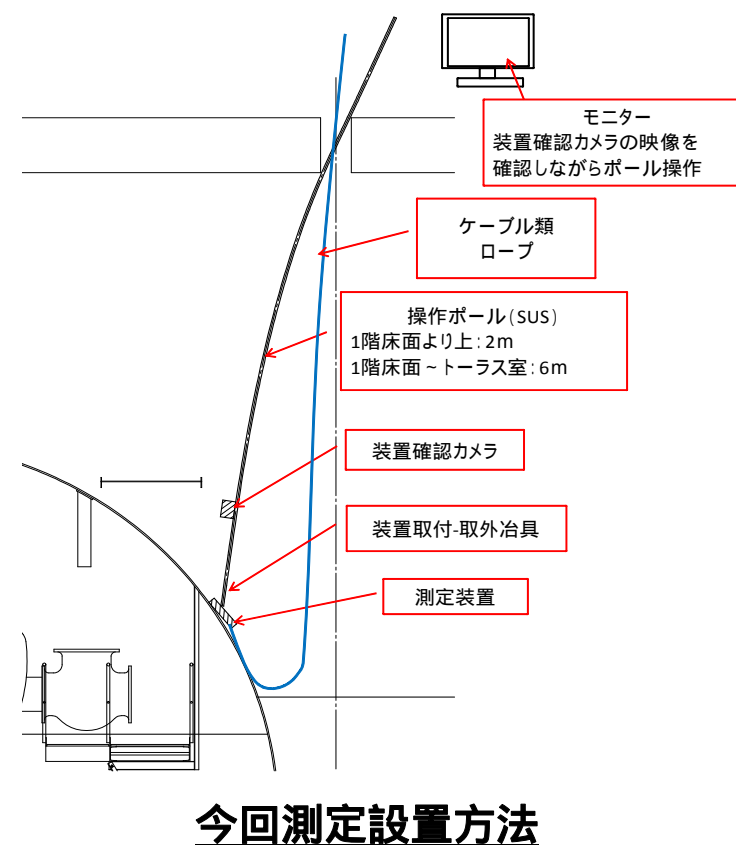 モニター
装置確認カメラの映像を
確認しながらポール操作
ケーブル類
ロープ
操作ポール(SUS)
1階床面より上:2m
1階床面~トーラス室:6m
装置確認カメラ
装置取付-取外冶具
測定装置
今回測定設置方法